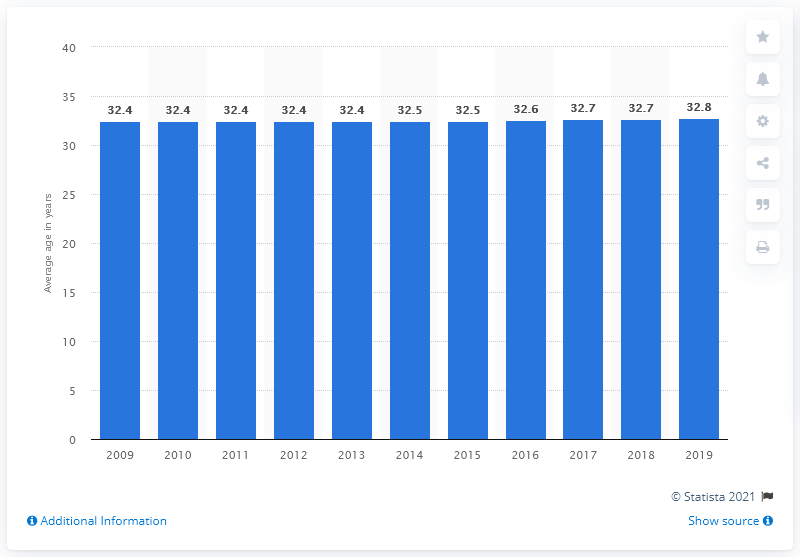 40
35
30
25
20
15
10
5
0
Average age in years
32.4 32.4 32.4 32.4 32.4 32.5 32.5 32.6 32.7 32.7 32.8
2009 2010 2011 2012 2013 2014 2015 2016 2017 2018 2019
© Statista 2021
Additional Information Show source